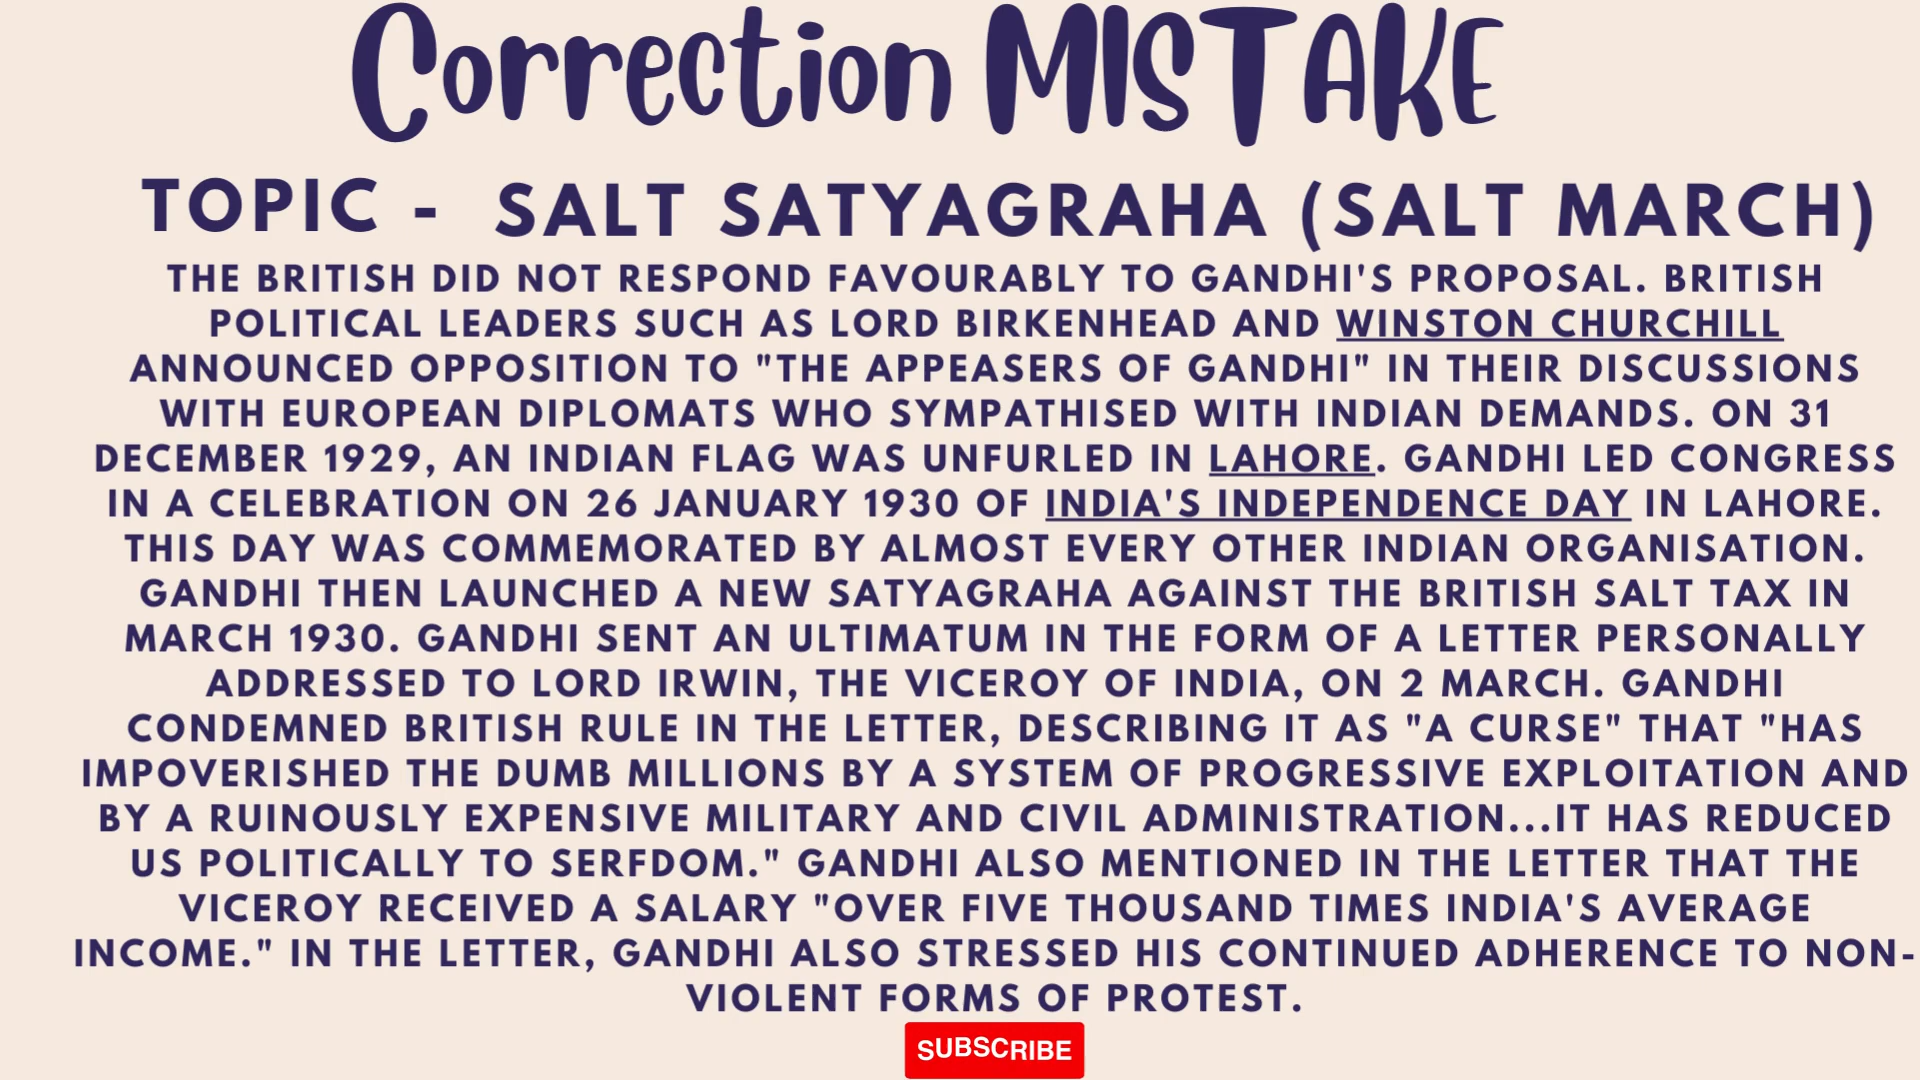 Correction MISTAKE
TOPIC - SALT SATYAGRAHA (SALT MARCH)
THE BRITISH DID NOT RESPOND FAVOURABLY TO GANDHI'S PROPOSAL. BRITISH
POLITICAL LEADERS SUCH AS LORD BIRKENHEAD AND WINSTON CHURCHILL
ANNOUNCED OPPOSITION TO "THE APPEASERS OF GANDHI" IN THEIR DISCUSSIONS
WITH EUROPEAN DIPLOMATS WHO SYMPATHISED WITH INDIAN DEMANDS. ON 31
DECEMBER 1929, AN INDIAN FLAG WAS UNFURLED IN LAHORE. GANDHI LED CONGRESS
IN A CELEBRATION ON 26 JANUARY 1930 OF INDIA'S INDEPENDENCE DAY IN LAHORE.
THIS DAY WAS COMMEMORATED BY ALMOST EVERY OTHER INDIAN ORGANISATION.
GANDHI THEN LAUNCHED A NEW SATYAGRAHA AGAINST THE BRITISH SALT TAX IN
MARCH 1930. GANDHI SENT AN ULTIMATUM IN THE FORM OF A LETTER PERSONALLY
ADDRESSED TO LORD IRWIN, THE VICEROY OF INDIA, ON 2 MARCH. GANDHI
CONDEMNED BRITISH RULE IN THE LETTER, DESCRIBING IT AS "A CURSE" THAT "HAS
IMPOVERISHED THE DUMB MILLIONS BY A SYSTEM OF PROGRESSIVE EXPLOITATION AND
BY A RUINOUSLY EXPENSIVE MILITARY AND CIVIL ADMINISTRATION...IT HAS REDUCED
US POLITICALLY TO SERFDOM." GANDHI ALSO MENTIONED IN THE LETTER THAT THE
VICEROY RECEIVED A SALARY "OVER FIVE THOUSAND TIMES INDIA'S AVERAGE
INCOME." IN THE LETTER, GANDHI ALSO STRESSED HIS CONTINUED ADHERENCE TO NON-
VIOLENT FORMS OF PROTEST.
SUBSCRIBE